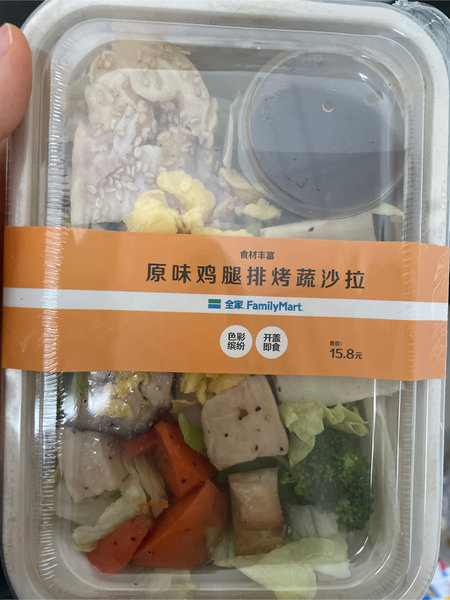 食材丰富
原味鸡腿排烤蔬沙拉
全家 FamilyMart
色彩
缤纷
开盖
即食
售价:
15.8元